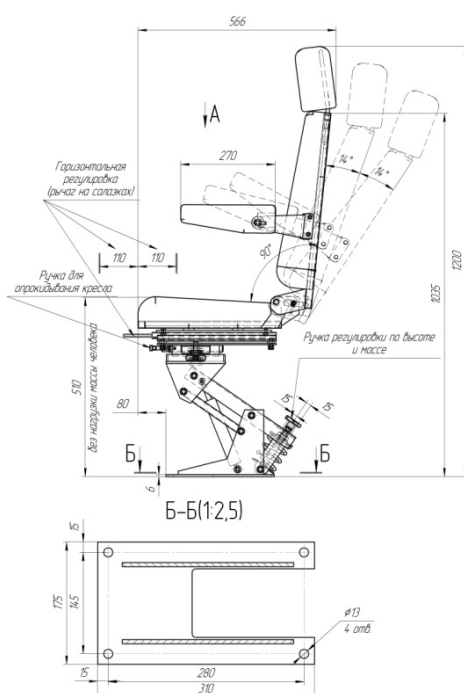 566
А
270
Горизонтальная
регулировка
(рычаг на салазках)
14°
14°
110
110
90°
Ручка для
опрокидывания кресла
Ручка регулировки по высоте
и массе
1035
1200
510
без нагрузки массы человека
80
15
15
Б
Б
6
Б-Б(1:2,5)
15
175
145
ϕ13
4 отв.
15
280
310